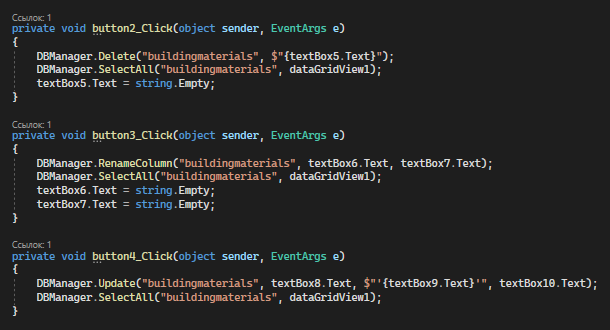 Ссылок: 1
private void button2_Click(object sender, EventArgs e)
{
    DBManager.Delete("buildingmaterials", $"{textBox5.Text}");
    DBManager.SelectAll("buildingmaterials", dataGridView1);
    textBox5.Text = string.Empty;
}
Ссылок: 1
private void button3_Click(object sender, EventArgs e)
{
    DBManager.RenameColumn("buildingmaterials", textBox6.Text, textBox7.Text);
    DBManager.SelectAll("buildingmaterials", dataGridView1);
    textBox6.Text = string.Empty;
    textBox7.Text = string.Empty;
}
Ссылок: 1
private void button4_Click(object sender, EventArgs e)
{
    DBManager.Update("buildingmaterials", textBox8.Text, $"'{textBox9.Text}'", textBox10.Text);
    DBManager.SelectAll("buildingmaterials", dataGridView1);
}